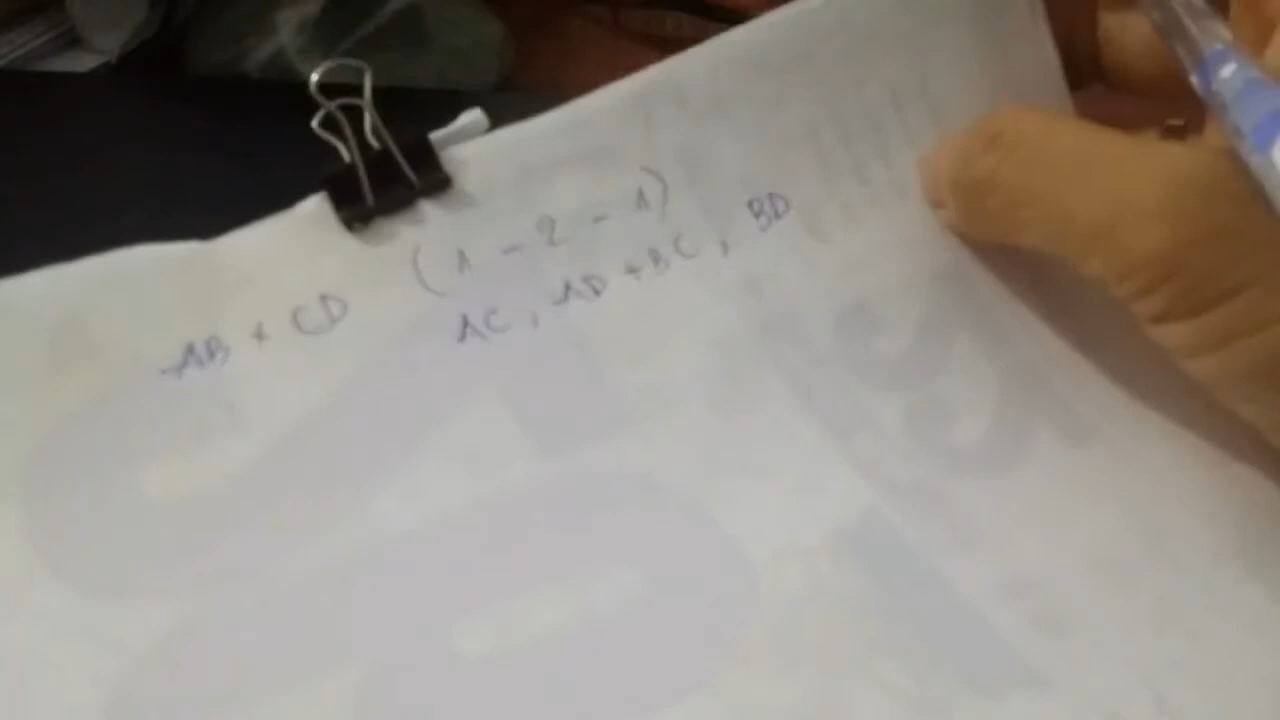 AB × CD (1 - 2 - 1)
AC, AD + BC, BD